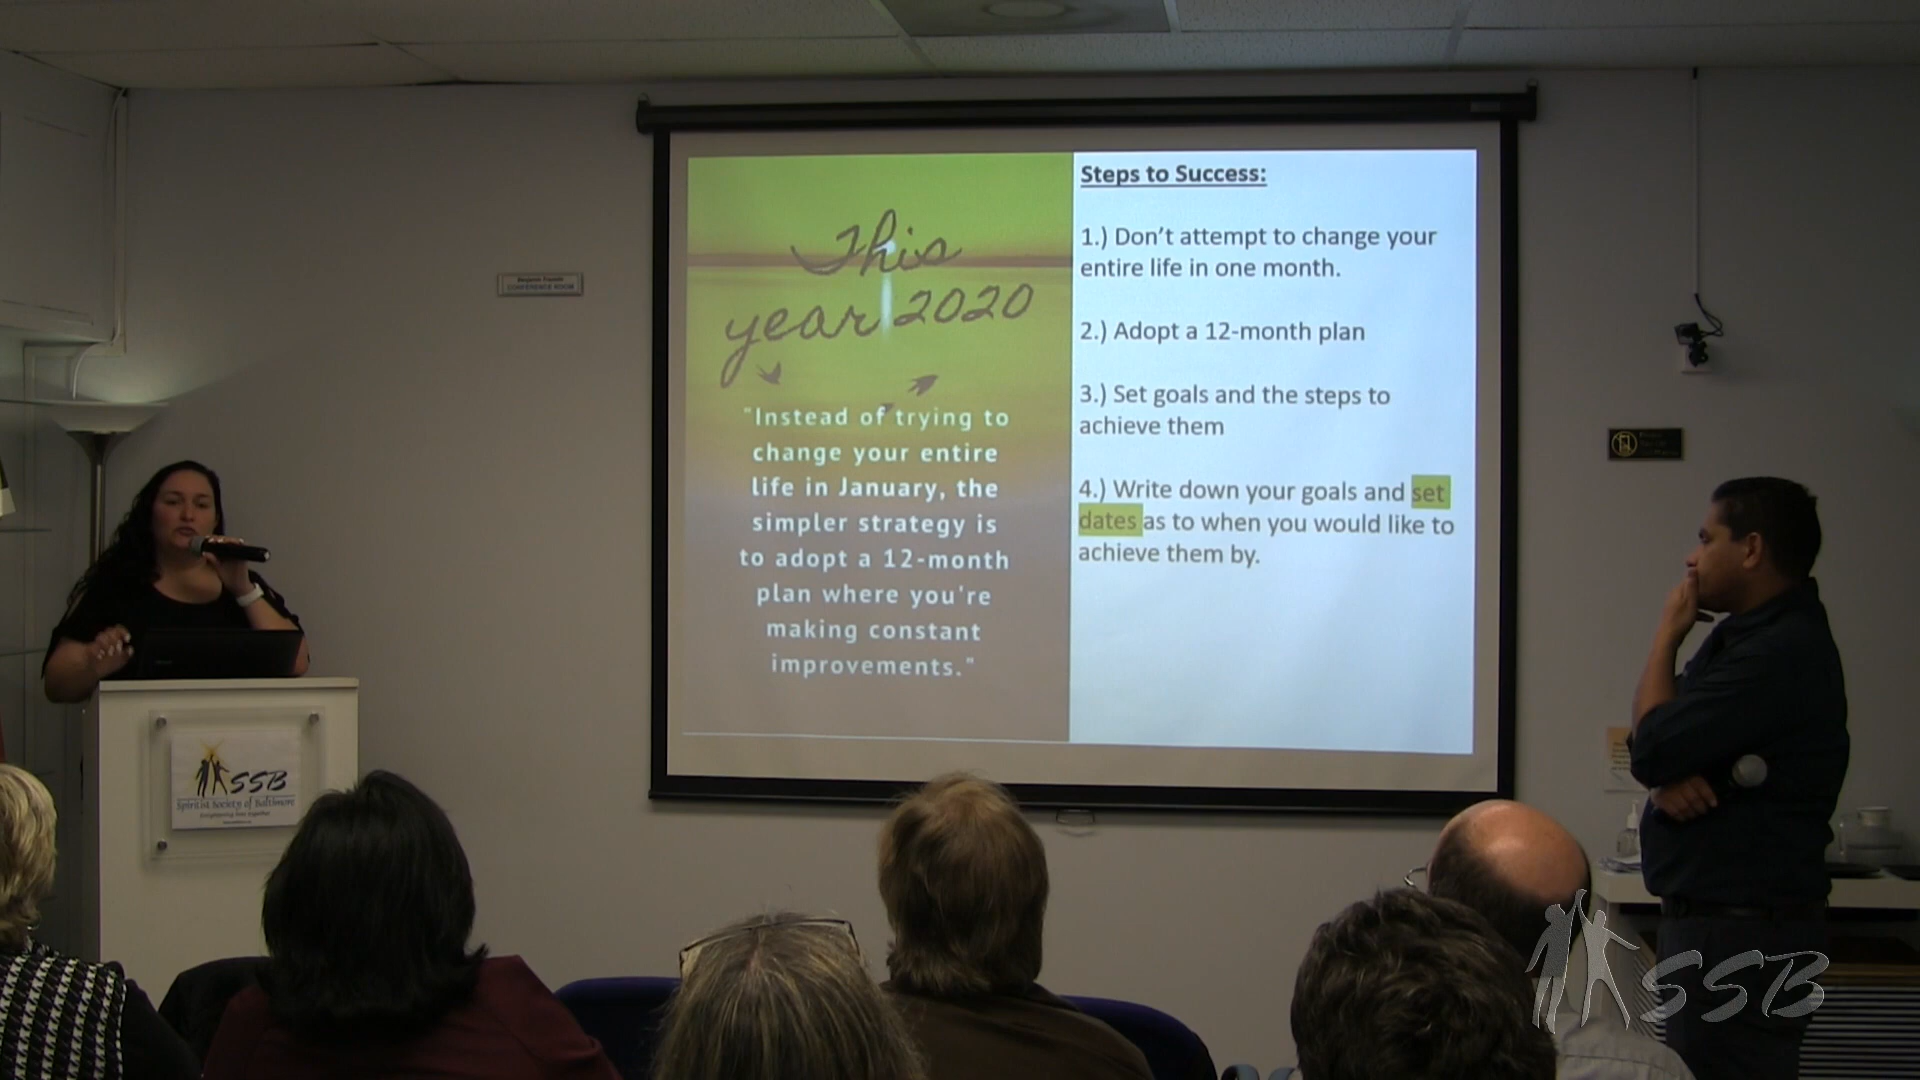 This
year 2020
"Instead of trying to
change your entire
life in January, the
simpler strategy is
to adopt a 12-month
plan where you're
making constant
improvements."
Steps to Success:
1.) Don't attempt to change your
entire life in one month.
2.) Adopt a 12-month plan
3.) Set goals and the steps to
achieve them
4.) Write down your goals and set
dates as to when you would like to
achieve them by.
CONFERENCE ROOM
SSB
Spiritist Society of Baltimore
SSB